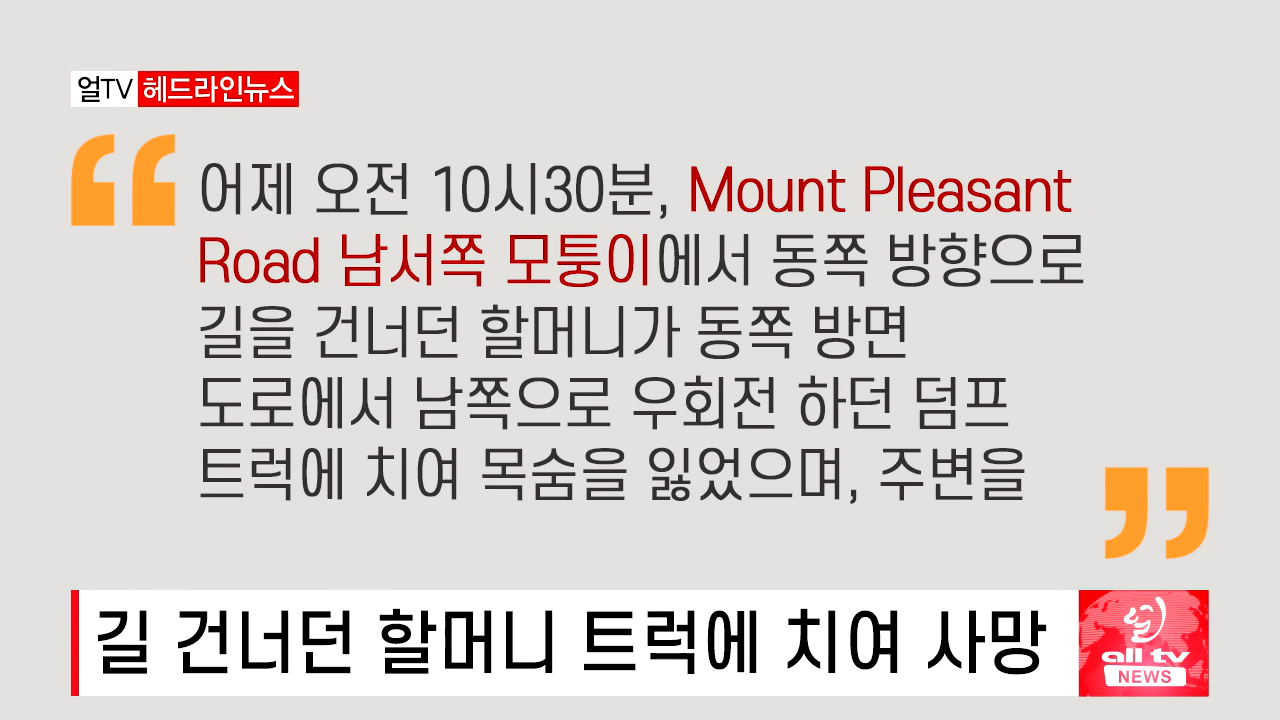 얼TV 헤드라인뉴스
어제 오전 10시30분, Mount Pleasant
Road 남서쪽 모퉁이에서 동쪽 방향으로
길을 건너던 할머니가 동쪽 방면
도로에서 남쪽으로 우회전 하던 덤프
트럭에 치여 목숨을 잃었으며, 주변을
길 건너던 할머니 트럭에 치여 사망
all tv
NEWS